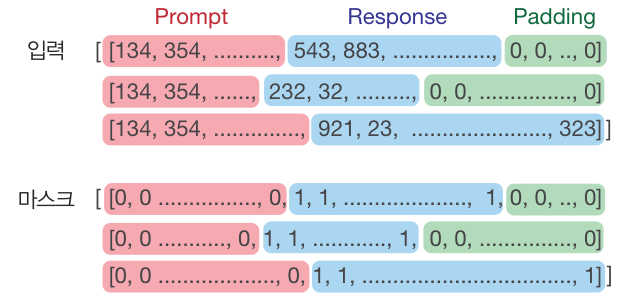 Prompt Response Padding
입력 [ [134, 354, .........., 543, 883, ................, 0, 0, .., 0]
[134, 354, ......, 232, 32, .........., 0, 0, .............., 0]
[134, 354, .............., 921, 23, ....................., 323] ]
마스크 [ [0, 0 ..............., 0, 1, 1, ..................., 1, 0, 0, .., 0]
[0, 0 ..........., 0, 1, 1, ............, 1, 0, 0, .............., 0]
[0, 0 .................., 0, 1, 1, ................................, 1] ]